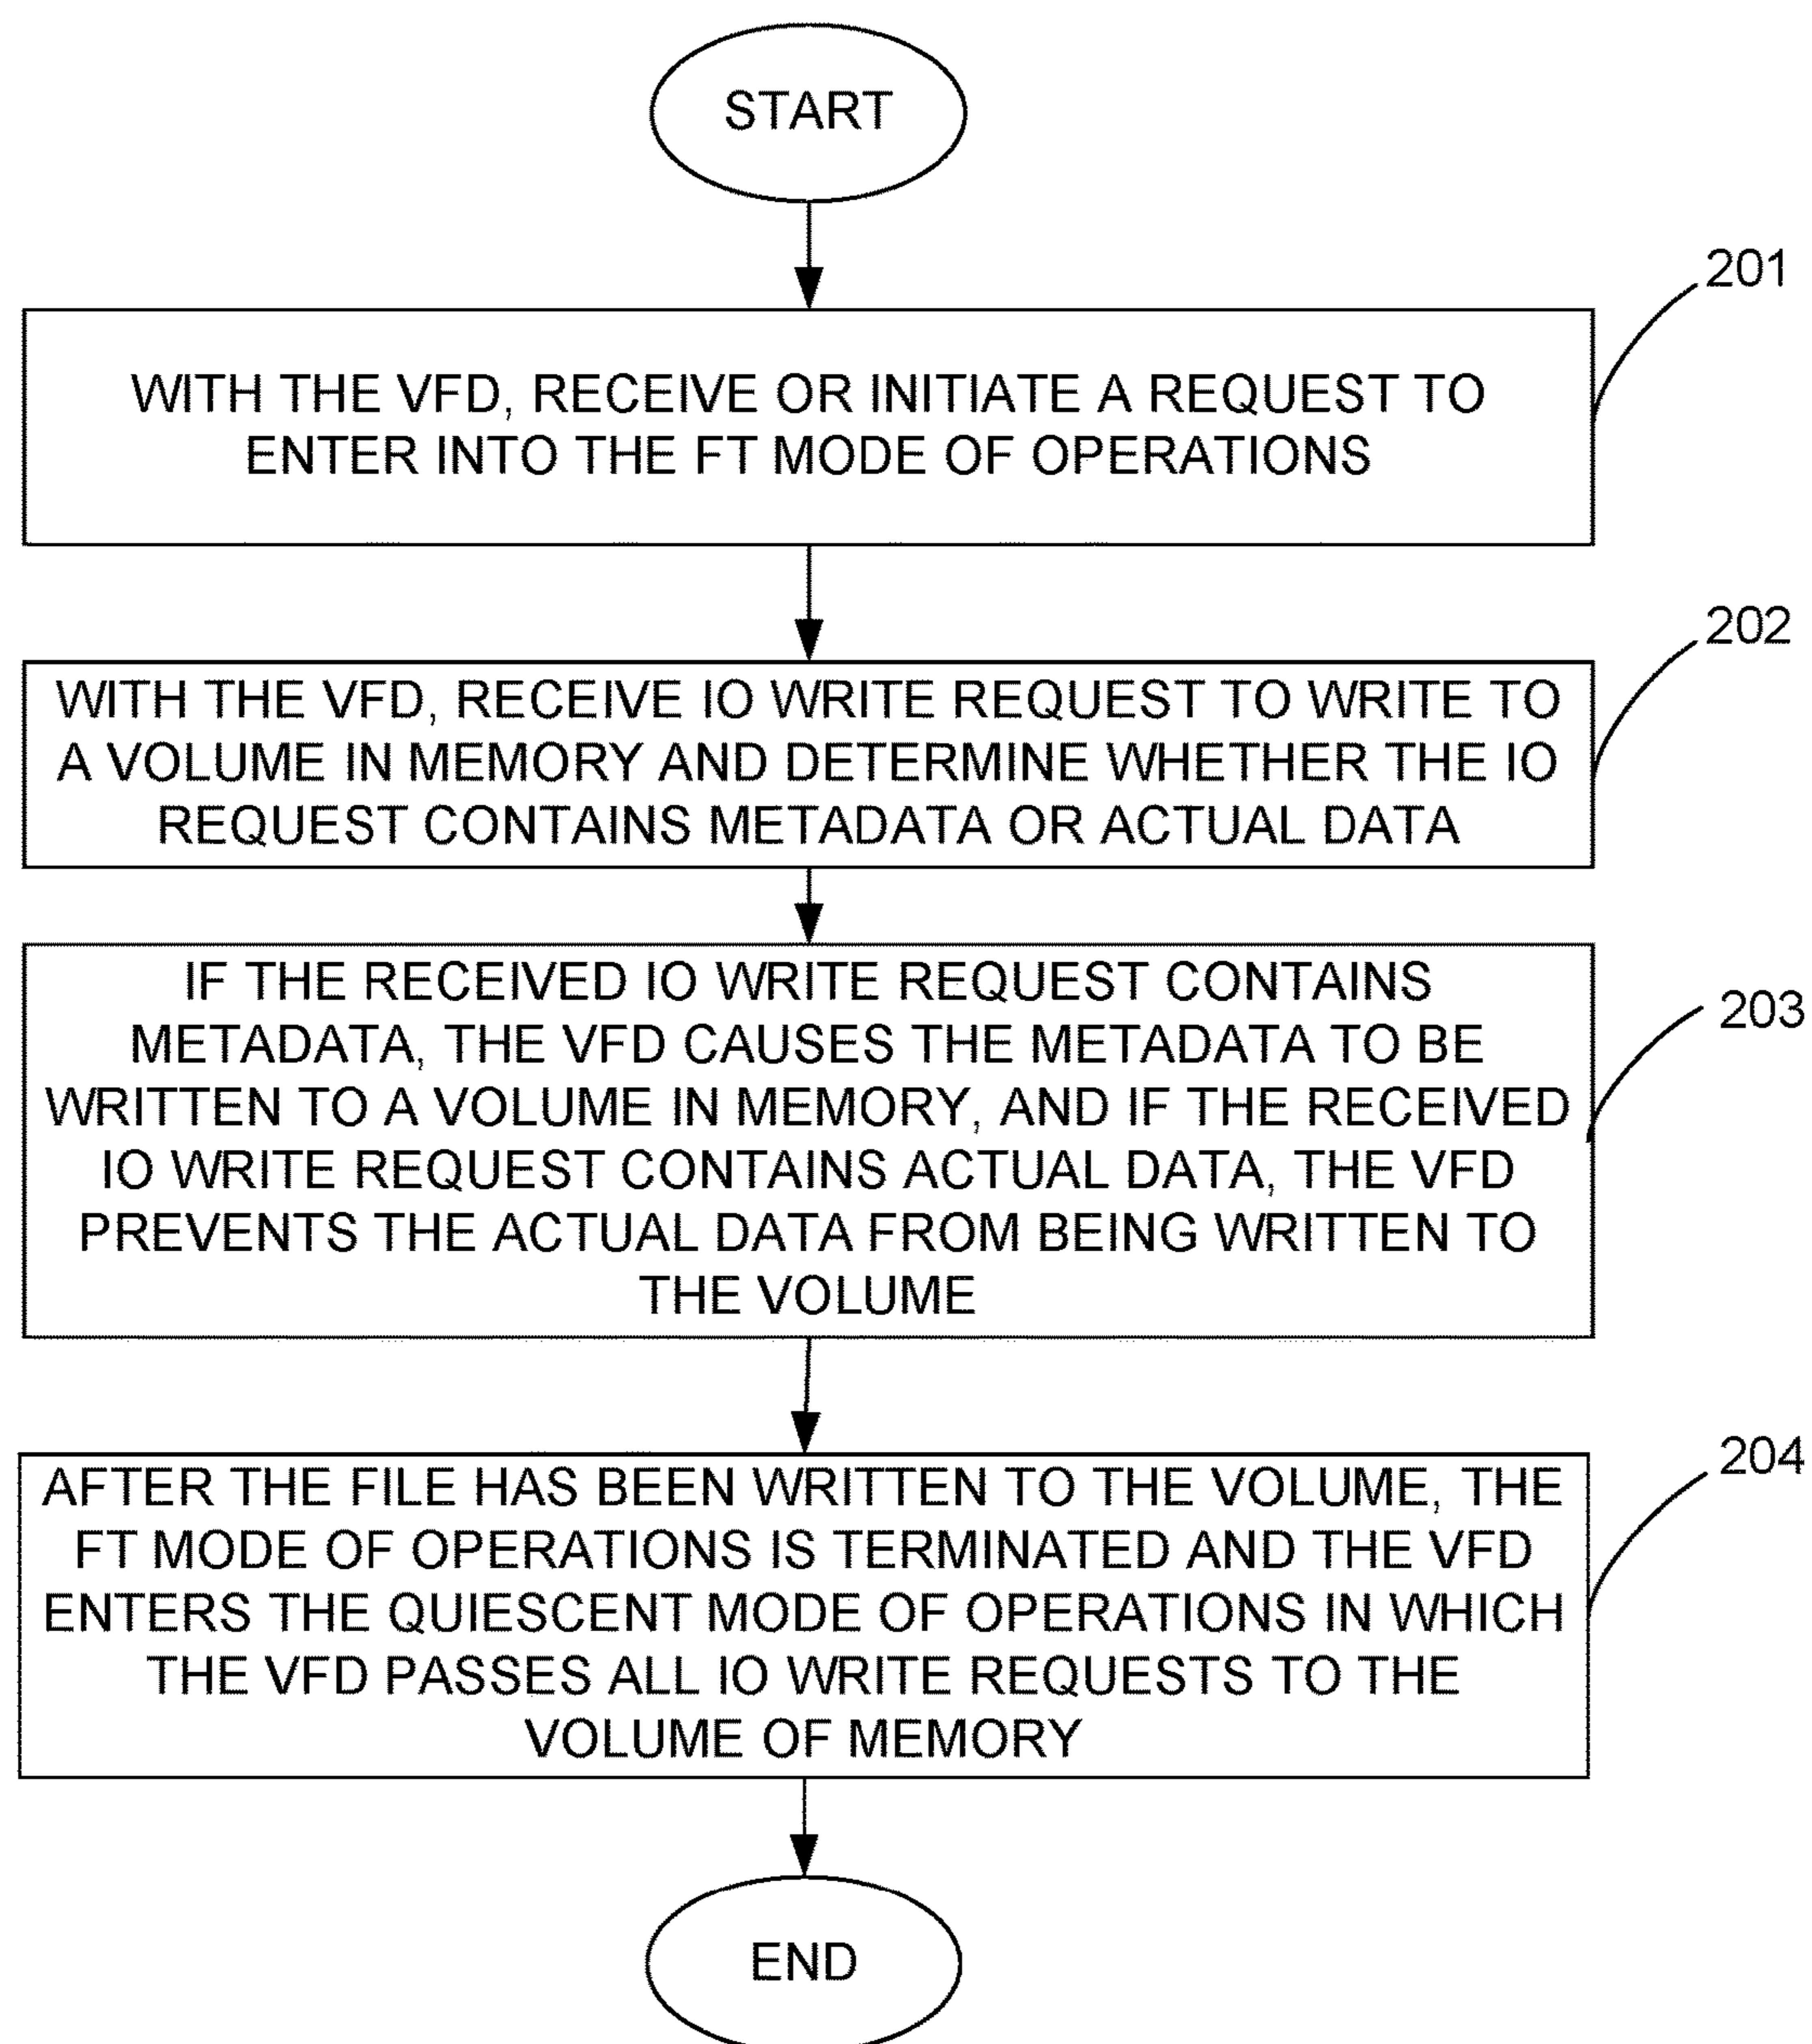 START
201
WITH THE VFD, RECEIVE OR INITIATE A REQUEST TO
ENTER INTO THE FT MODE OF OPERATIONS
202
WITH THE VFD, RECEIVE IO WRITE REQUEST TO WRITE TO
A VOLUME IN MEMORY AND DETERMINE WHETHER THE IO
REQUEST CONTAINS METADATA OR ACTUAL DATA
203
IF THE RECEIVED IO WRITE REQUEST CONTAINS
METADATA, THE VFD CAUSES THE METADATA TO BE
WRITTEN TO A VOLUME IN MEMORY, AND IF THE RECEIVED
IO WRITE REQUEST CONTAINS ACTUAL DATA, THE VFD
PREVENTS THE ACTUAL DATA FROM BEING WRITTEN TO
THE VOLUME
204
AFTER THE FILE HAS BEEN WRITTEN TO THE VOLUME, THE
FT MODE OF OPERATIONS IS TERMINATED AND THE VFD
ENTERS THE QUIESCENT MODE OF OPERATIONS IN WHICH
THE VFD PASSES ALL IO WRITE REQUESTS TO THE
VOLUME OF MEMORY
END